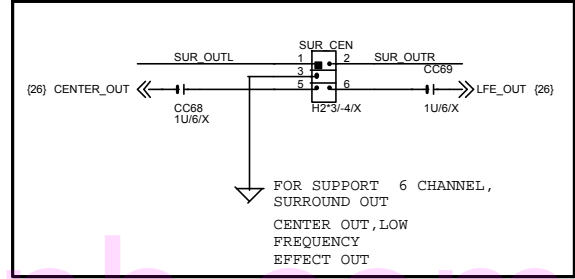 SUR_CEN
SUR_OUTL 1 2 SUR_OUTR
3 CC69
{26} CENTER_OUT 5 6 LFE_OUT {26}
CC68 H2*3/-4/X 1U/6/X
1U/6/X
FOR SUPPORT 6 CHANNEL,
SURROUND OUT
CENTER OUT,LOW
FREQUENCY
EFFECT OUT